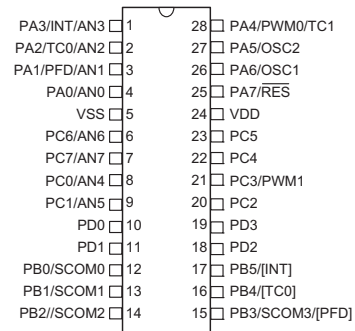 PA3/INT/AN3 1 28 PA4/PWM0/TC1
PA2/TC0/AN2 2 27 PA5/OSC2
PA1/PFD/AN1 3 26 PA6/OSC1
PA0/AN0 4 25 PA7/RES
VSS 5 24 VDD
PC6/AN6 6 23 PC5
PC7/AN7 7 22 PC4
PC0/AN4 8 21 PC3/PWM1
PC1/AN5 9 20 PC2
PD0 10 19 PD3
PD1 11 18 PD2
PB0/SCOM0 12 17 PB5/[INT]
PB1/SCOM1 13 16 PB4/[TC0]
PB2//SCOM2 14 15 PB3/SCOM3/[PFD]